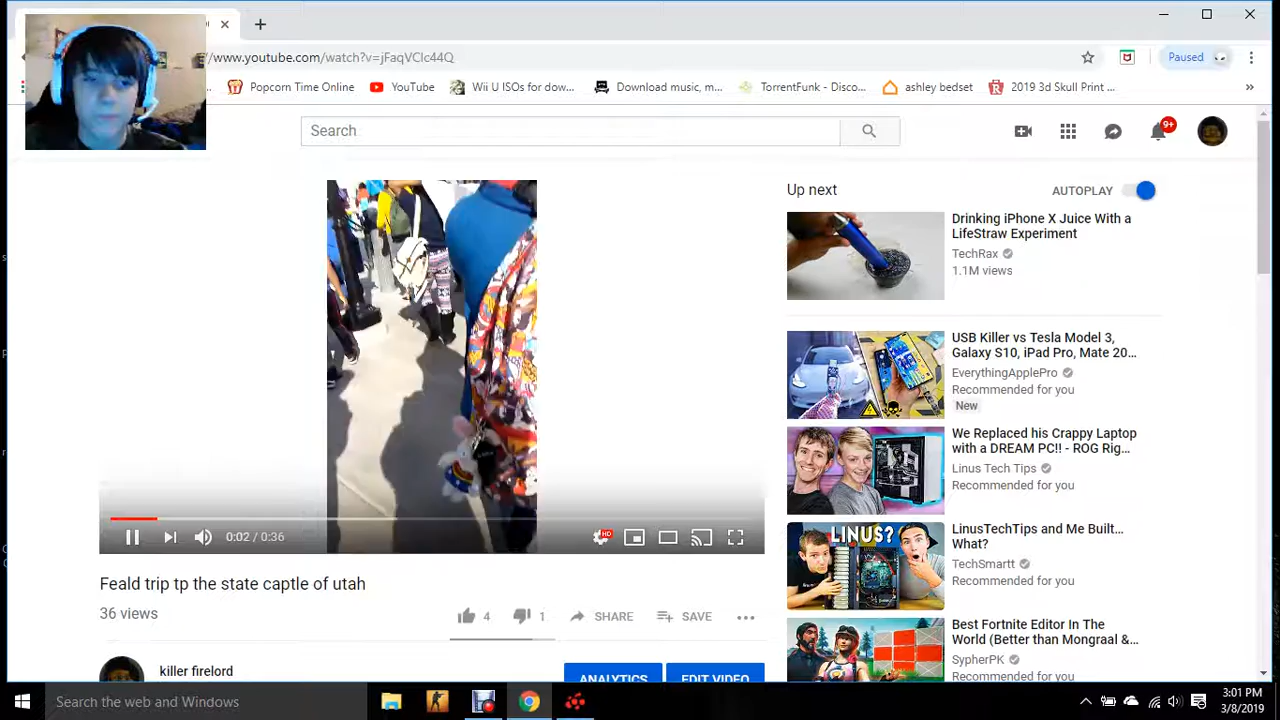 //www.youtube.com/watch?v=jFaqVClc44Q
Paused
Popcorn Time Online
YouTube
Wii U ISOs for dow...
Download music, m...
TorrentFunk - Disco...
ashley bedset
2019 3d Skull Print ...
»
Search
9+
Up next
AUTOPLAY
Drinking iPhone X Juice With a
LifeStraw Experiment
TechRax
1.1M views
USB Killer vs Tesla Model 3,
Galaxy S10, iPad Pro, Mate 20...
EverythingApplePro
Recommended for you
New
We Replaced his Crappy Laptop
with a DREAM PC!! - ROG Rig...
Linus Tech Tips
Recommended for you
LINUS?
LinusTechTips and Me Built...
What?
TechSmartt
Recommended for you
Best Fortnite Editor In The
World (Better than Mongraal &...
SypherPK
Recommended for you
0:02 / 0:36
HD
Feald trip tp the state captle of utah
36 views
4
1
SHARE
SAVE
killer firelord
ANALYTICS
EDIT VIDEO
Search the web and Windows
3:01 PM
3/8/2019